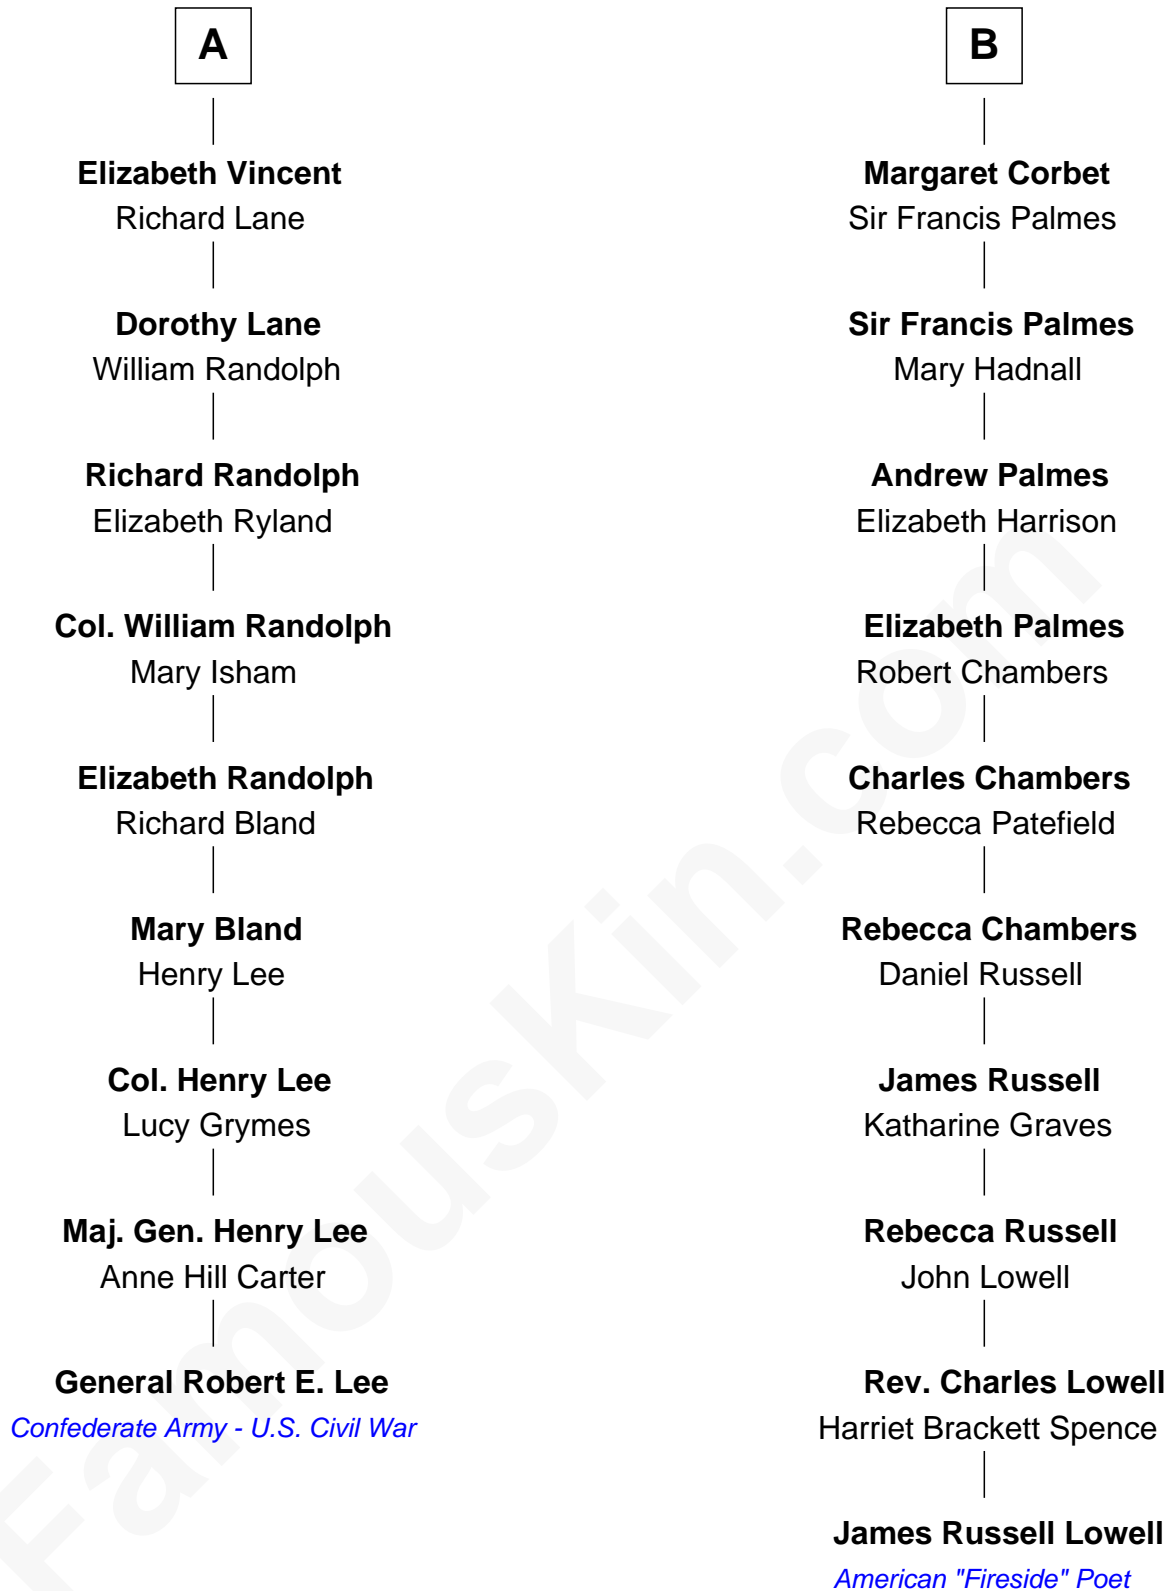 A
Elizabeth Vincent
Richard Lane
Dorothy Lane
William Randolph
Richard Randolph
Elizabeth Ryland
Col. William Randolph
Mary Isham
Elizabeth Randolph
Richard Bland
Mary Bland
Henry Lee
Col. Henry Lee
Lucy Grymes
Maj. Gen. Henry Lee
Anne Hill Carter
General Robert E. Lee
Confederate Army - U.S. Civil War
B
Margaret Corbet
Sir Francis Palmes
Sir Francis Palmes
Mary Hadnall
Andrew Palmes
Elizabeth Harrison
Elizabeth Palmes
Robert Chambers
Charles Chambers
Rebecca Patefield
Rebecca Chambers
Daniel Russell
James Russell
Katharine Graves
Rebecca Russell
John Lowell
Rev. Charles Lowell
Harriet Brackett Spence
James Russell Lowell
American "Fireside" Poet
FamousKin.com